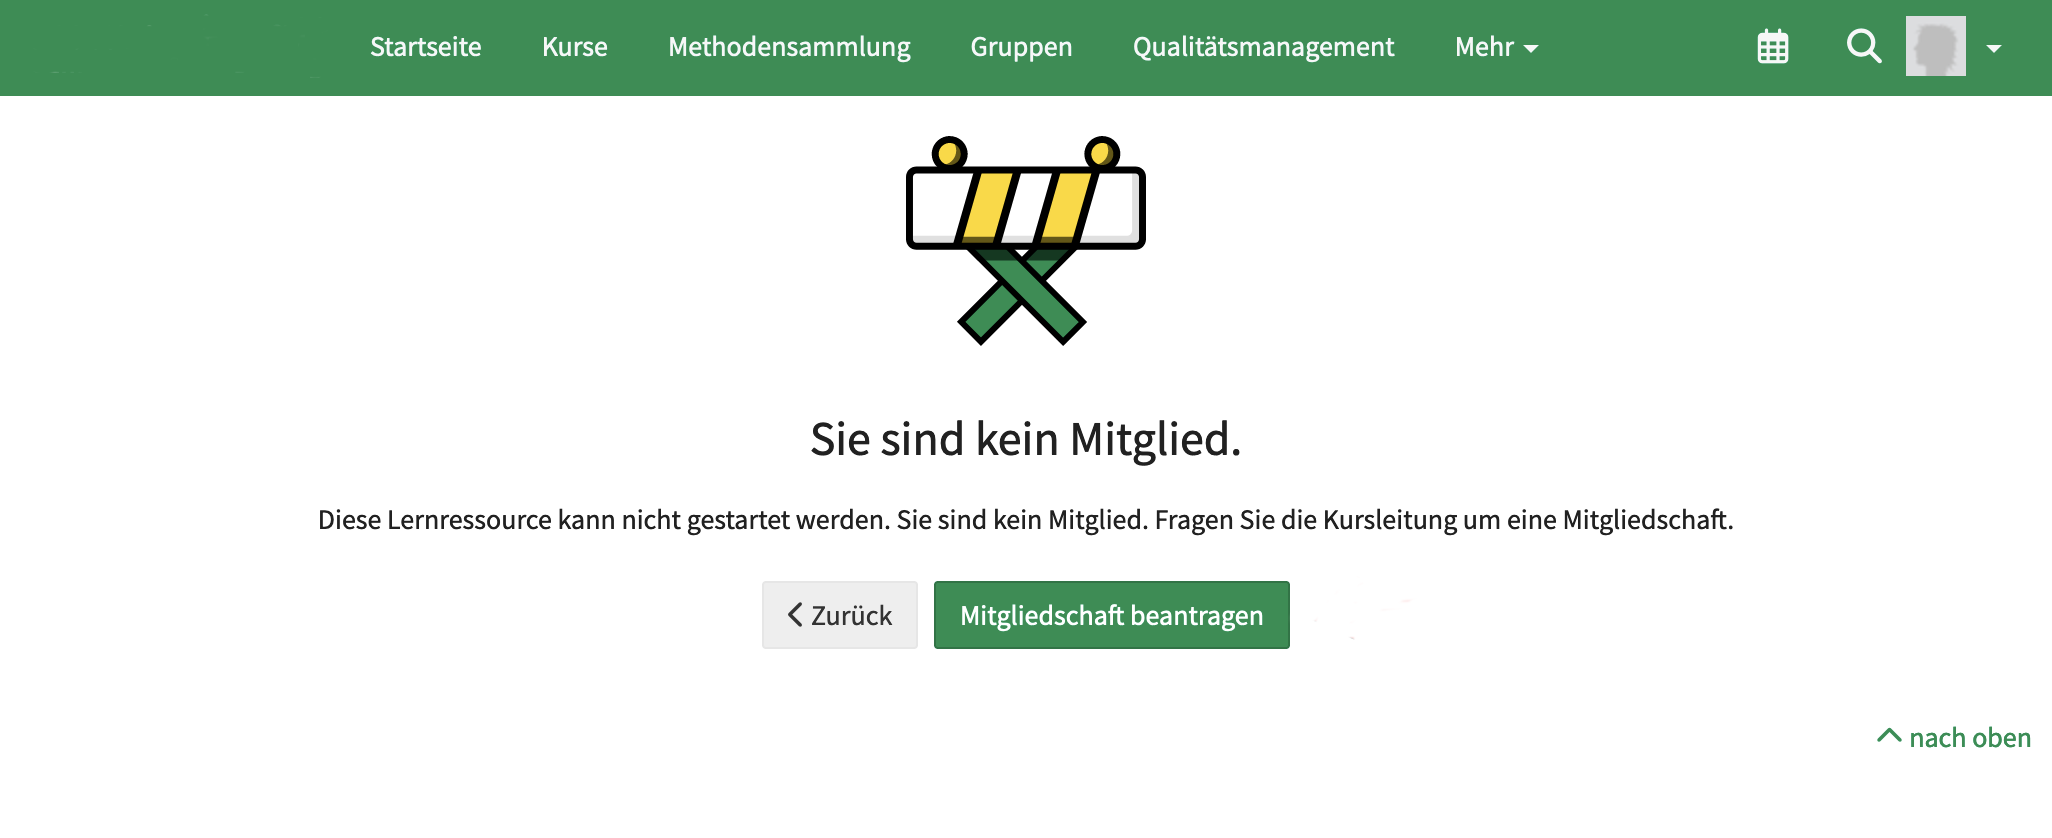 Startseite Kurse Methodensammlung Gruppen Qualitätsmanagement Mehr
Sie sind kein Mitglied.
Diese Lernressource kann nicht gestartet werden. Sie sind kein Mitglied. Fragen Sie die Kursleitung um eine Mitgliedschaft.
Zurück Mitgliedschaft beantragen
nach oben